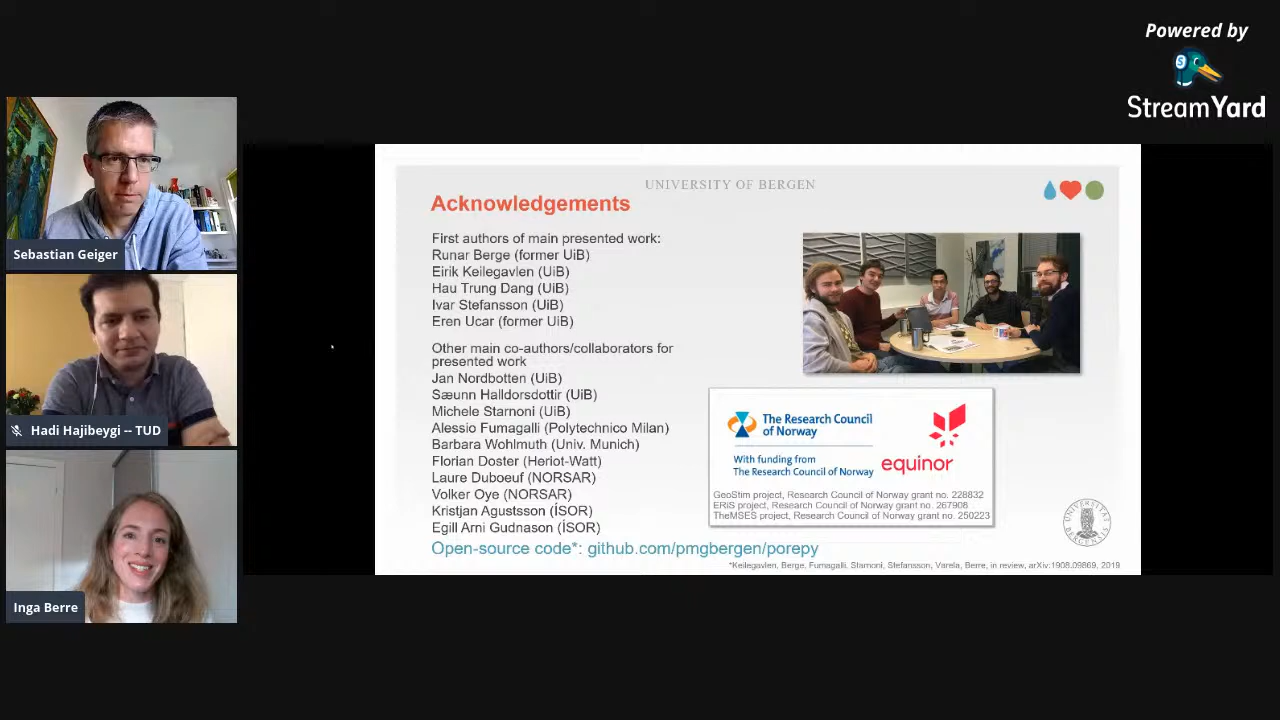 Powered by
StreamYard
Sebastian Geiger
Hadi Hajibeygi -- TUD
Inga Berre
UNIVERSITY OF BERGEN
Acknowledgements
First authors of main presented work:
Runar Berge (former UiB)
Eirik Keilegavlen (UiB)
Hau Trung Dang (UiB)
Ivar Stefansson (UiB)
Eren Ucar (former UiB)
Other main co-authors/collaborators for
presented work
Jan Nordbotten (UiB)
Sæunn Halldorsdottir (UiB)
Michele Starnoni (UiB)
Alessio Fumagalli (Polytechnico Milan)
Barbara Wohlmuth (Univ. Munich)
Florian Doster (Heriot-Watt)
Laure Duboeuf (NORSAR)
Volker Oye (NORSAR)
Kristjan Agustsson (ÍSOR)
Egill Arni Gudnason (ÍSOR)
The Research Council
of Norway
With funding from
The Research Council of Norway
equinor
GeoStim project, Research Council of Norway grant no. 228832
ERiS project, Research Council of Norway grant no. 267908
TheMSES project, Research Council of Norway grant no. 250223
Open-source code*: github.com/pmgbergen/porepy
*Keilegavlen, Berge, Fumagalli, Starnoni, Stefansson, Varela, Berre, in review, arXiv:1908.09869, 2019